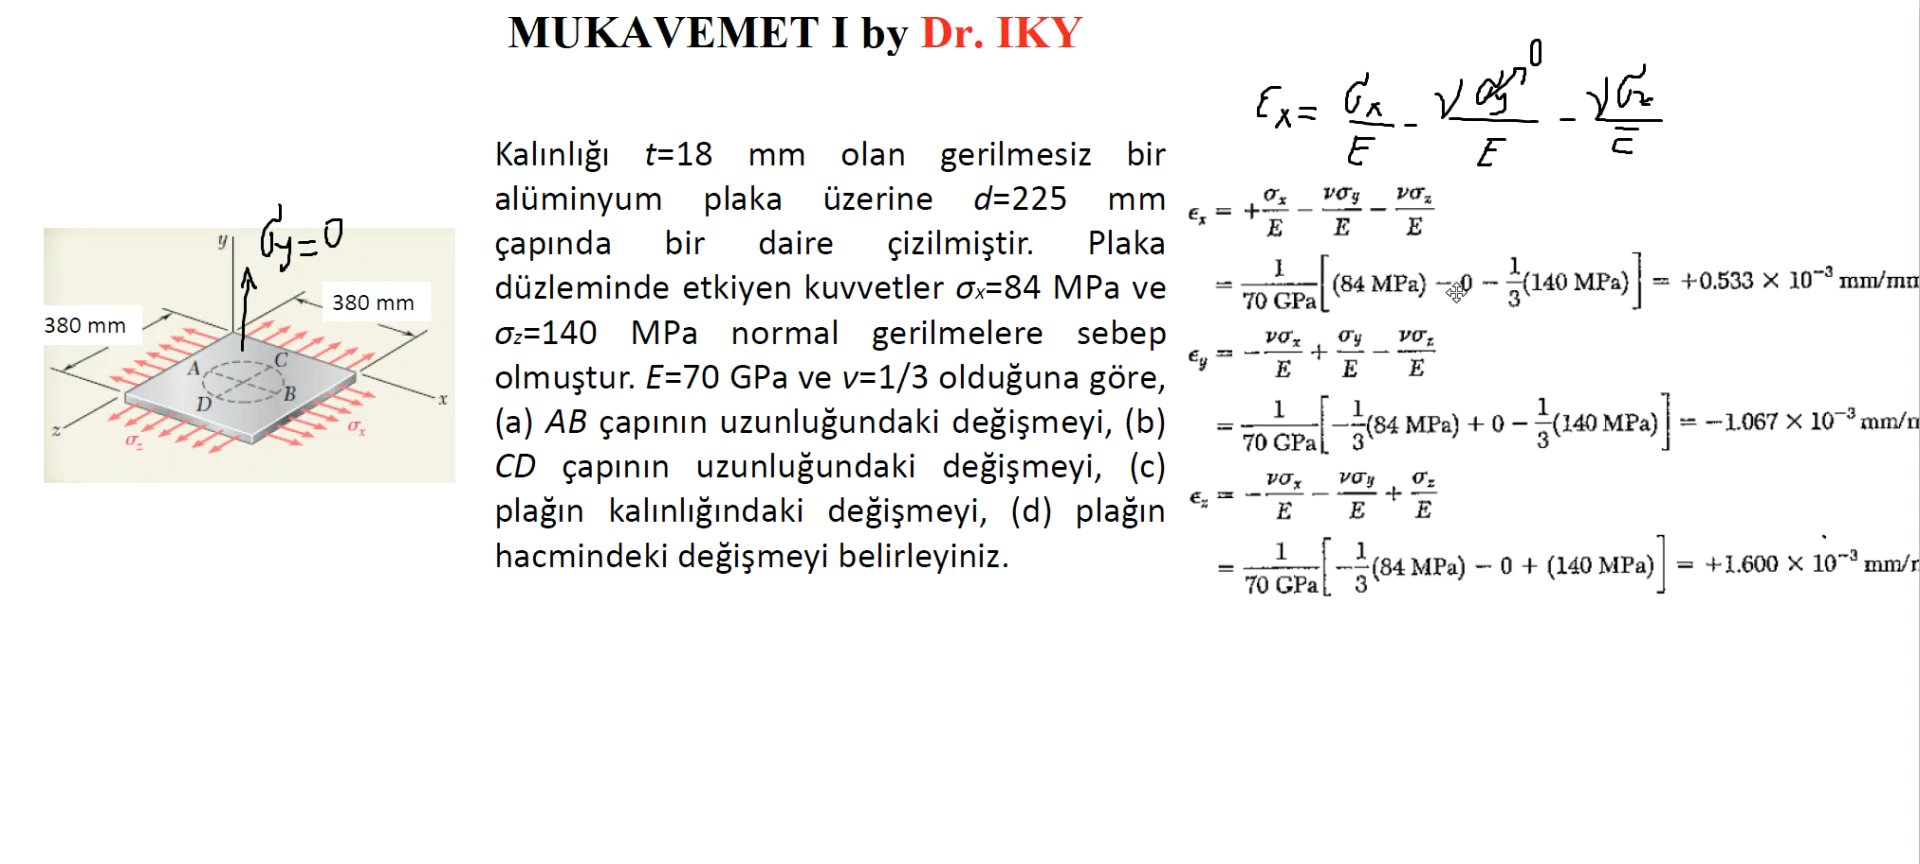 MUKAVEMET I by Dr. IKY
σy=0
y
380 mm
380 mm
A
C
D
B
x
z
σz
σx
Kalınlığı t=18 mm olan gerilmesiz bir
alüminyum plaka üzerine d=225 mm
çapında bir daire çizilmiştir. Plaka
düzleminde etkiyen kuvvetler σx=84 MPa ve
σz=140 MPa normal gerilmelere sebep
olmuştur. E=70 GPa ve ν=1/3 olduğuna göre,
(a) AB çapının uzunluğundaki değişmeyi, (b)
CD çapının uzunluğundaki değişmeyi, (c)
plağın kalınlığındaki değişmeyi, (d) plağın
hacmindeki değişmeyi belirleyiniz.
Ɛx = σx/E - νσy/E - νσz/E 0
ϵx = +σx/E − νσy/E − νσz/E
= 1/70 GPa [(84 MPa) − 0 − 1/3(140 MPa)] = +0.533 × 10⁻³ mm/mm
ϵy = −νσx/E + σy/E − νσz/E
= 1/70 GPa [−1/3(84 MPa) + 0 − 1/3(140 MPa)] = −1.067 × 10⁻³ mm/
ϵz = −νσx/E − νσy/E + σz/E
= 1/70 GPa [−1/3(84 MPa) − 0 + (140 MPa)] = +1.600 × 10⁻³ mm/